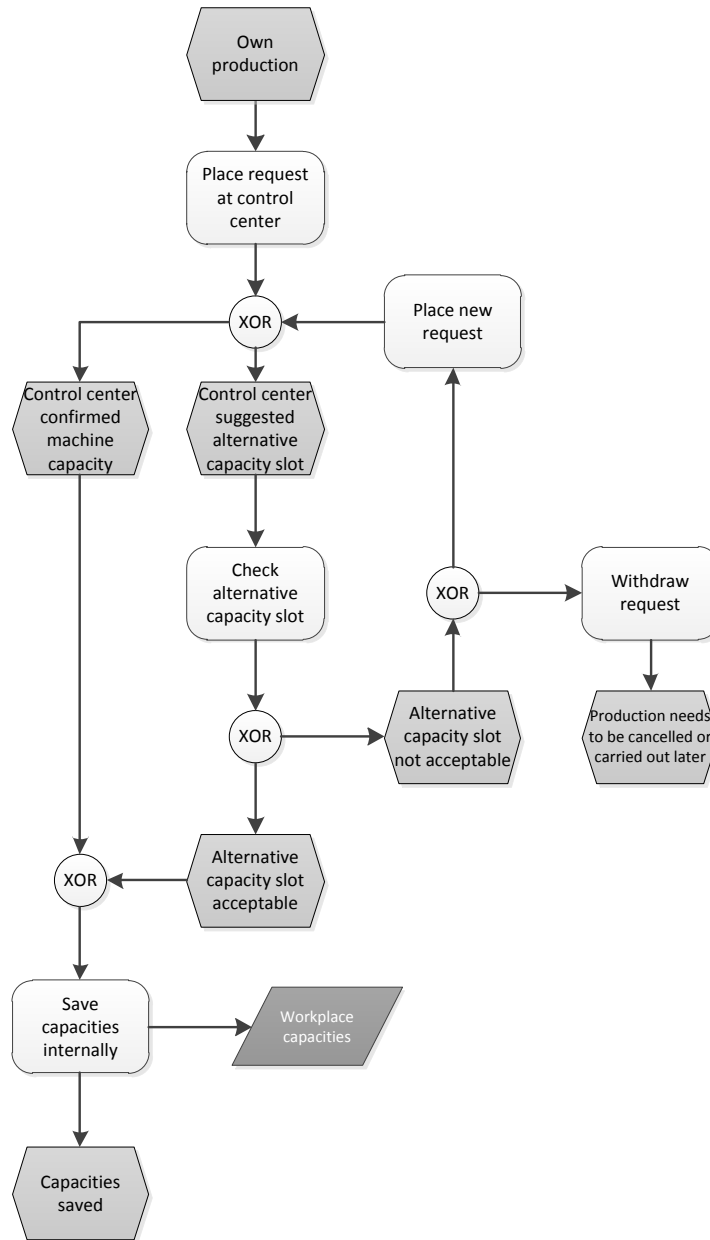 Own
production
Place request
at control
center
XOR
Place new
request
Control center
confirmed
machine
capacity
Control center
suggested
alternative
capacity slot
Check
alternative
capacity slot
XOR
Withdraw
request
XOR
Alternative
capacity slot
not acceptable
Production needs
to be cancelled or
carried out later
Alternative
capacity slot
acceptable
XOR
Save
capacities
internally
Workplace
capacities
Capacities
saved